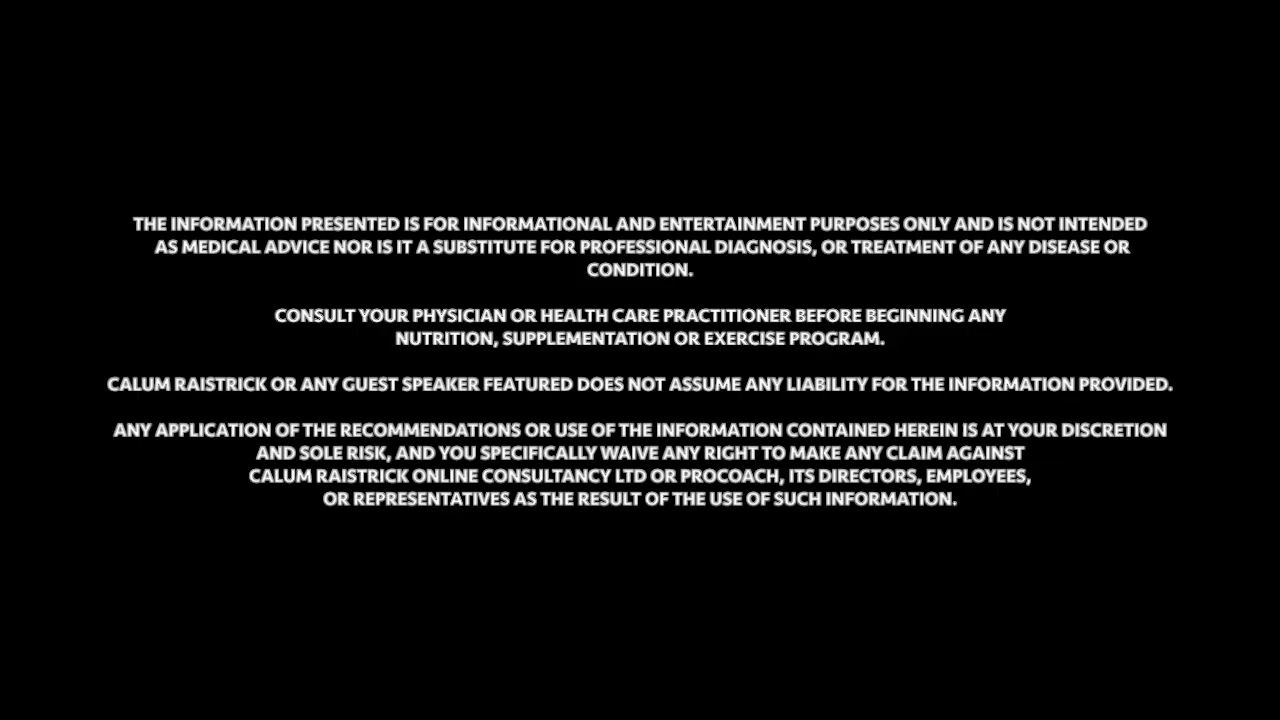 THE INFORMATION PRESENTED IS FOR INFORMATIONAL AND ENTERTAINMENT PURPOSES ONLY AND IS NOT INTENDED
AS MEDICAL ADVICE NOR IS IT A SUBSTITUTE FOR PROFESSIONAL DIAGNOSIS, OR TREATMENT OF ANY DISEASE OR
CONDITION.
CONSULT YOUR PHYSICIAN OR HEALTH CARE PRACTITIONER BEFORE BEGINNING ANY
NUTRITION, SUPPLEMENTATION OR EXERCISE PROGRAM.
CALUM RAISTRICK OR ANY GUEST SPEAKER FEATURED DOES NOT ASSUME ANY LIABILITY FOR THE INFORMATION PROVIDED.
ANY APPLICATION OF THE RECOMMENDATIONS OR USE OF THE INFORMATION CONTAINED HEREIN IS AT YOUR DISCRETION
AND SOLE RISK, AND YOU SPECIFICALLY WAIVE ANY RIGHT TO MAKE ANY CLAIM AGAINST
CALUM RAISTRICK ONLINE CONSULTANCY LTD OR PROCOACH, ITS DIRECTORS, EMPLOYEES,
OR REPRESENTATIVES AS THE RESULT OF THE USE OF SUCH INFORMATION.